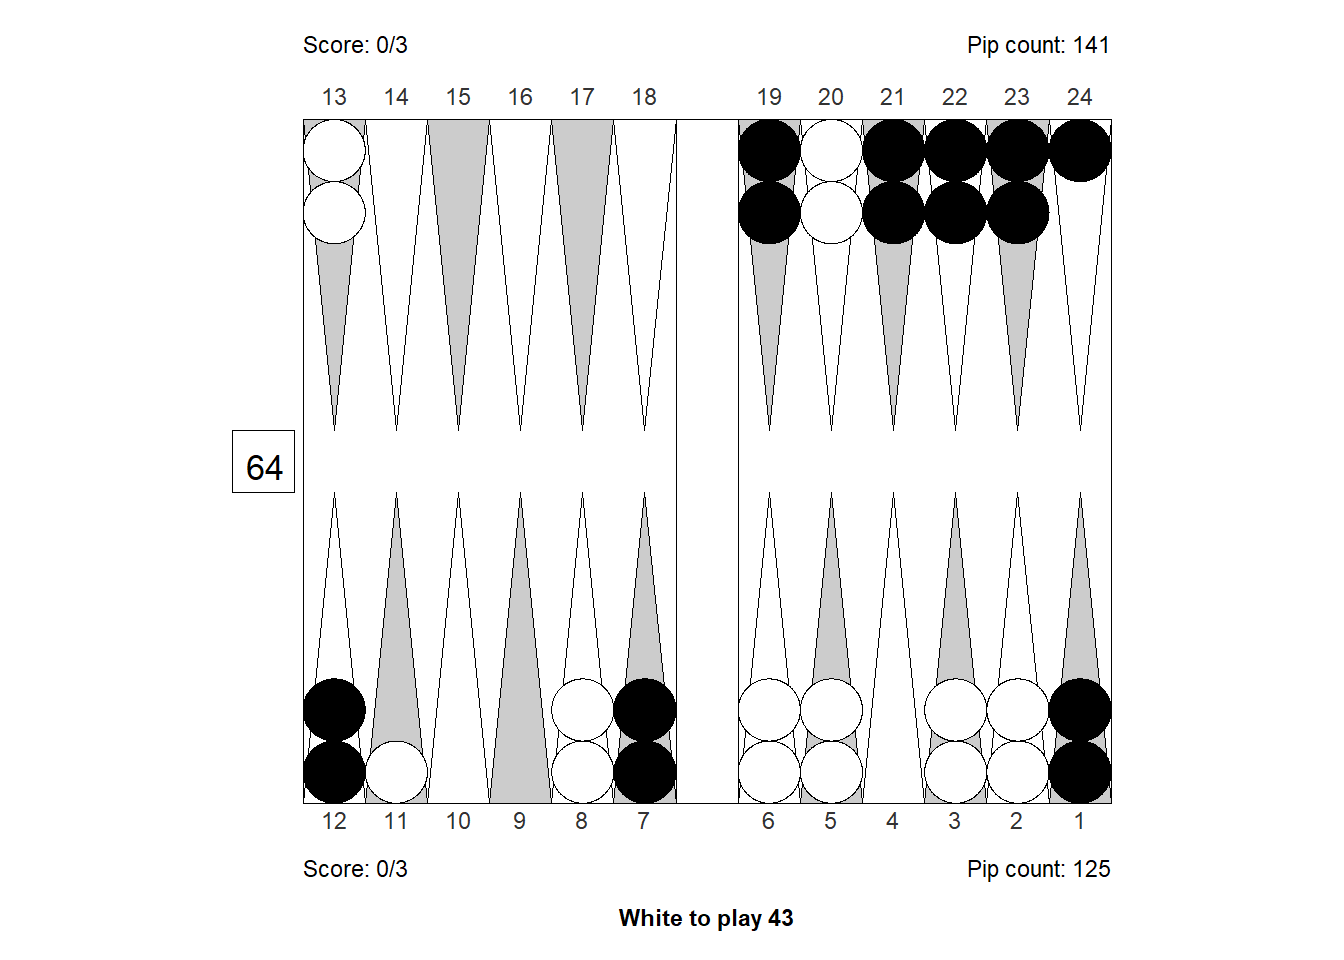 Score: 0/3 Pip count: 141
13 14 15 16 17 18 19 20 21 22 23 24
64
12 11 10 9 8 7 6 5 4 3 2 1
Score: 0/3 Pip count: 125
White to play 43